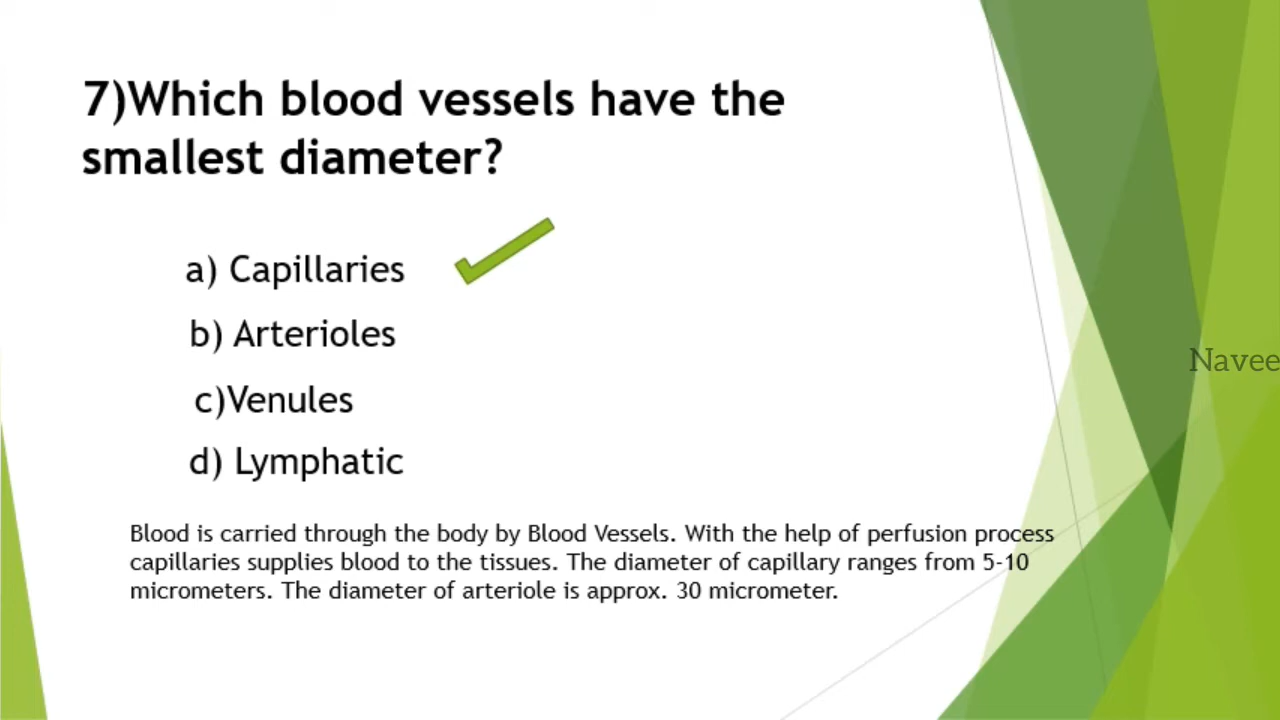 7)Which blood vessels have the
smallest diameter?
a) Capillaries
b) Arterioles
c)Venules
d) Lymphatic
Blood is carried through the body by Blood Vessels. With the help of perfusion process
capillaries supplies blood to the tissues. The diameter of capillary ranges from 5-10
micrometers. The diameter of arteriole is approx. 30 micrometer.
Navee